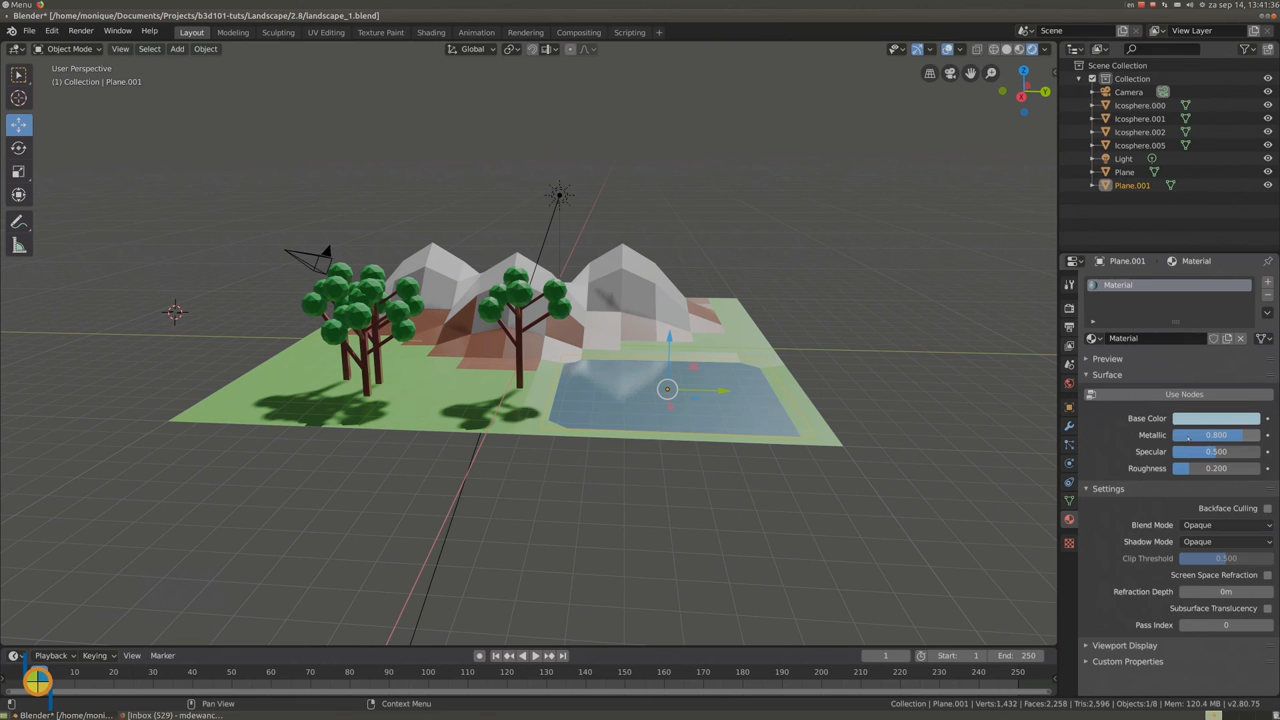 Menu
en
za sep 14, 13:41:36
Blender* [/home/monique/Documents/Projects/b3d101-tuts/Landscape/2.8/landscape_1.blend]
File Edit Render Window Help Layout Modeling Sculpting UV Editing Texture Paint Shading Animation Rendering Compositing Scripting + Scene View Layer
Object Mode View Select Add Object Global
User Perspective
(1) Collection | Plane.001
Z
Y
X
Scene Collection
Collection
Camera
Icosphere.000
Icosphere.001
Icosphere.002
Icosphere.005
Light
Plane
Plane.001
Plane.001 Material
Material
Material
Preview
Surface
Use Nodes
Base Color
Metallic 0.800
Specular 0.500
Roughness 0.200
Settings
Backface Culling
Blend Mode Opaque
Shadow Mode Opaque
Clip Threshold 0.500
Screen Space Refraction
Refraction Depth 0m
Subsurface Translucency
Pass Index 0
Viewport Display
Custom Properties
Playback Keying View Marker 1 Start: 1 End: 250
10 20 30 40 50 60 70 80 90 100 110 120 130 140 150 160 170 180 190 200 210 220 230 240 250
Pan View Context Menu Collection | Plane.001 | Verts:1,432 | Faces:2,258 | Tris:2,596 | Objects:1/8 | Mem: 120.4 MB | v2.80.75
Blender* [/home/moni... [Inbox (529) - mdewanc...